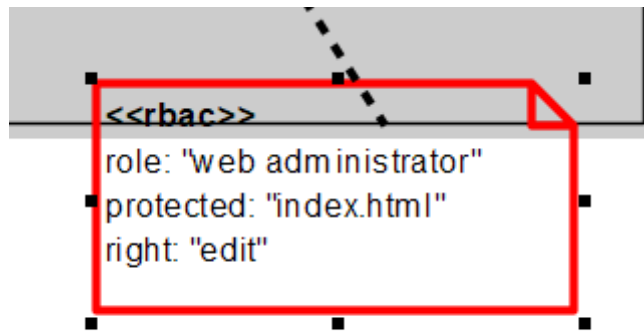 <<rbac>>
role: "web administrator"
protected: "index.html"
right: "edit"